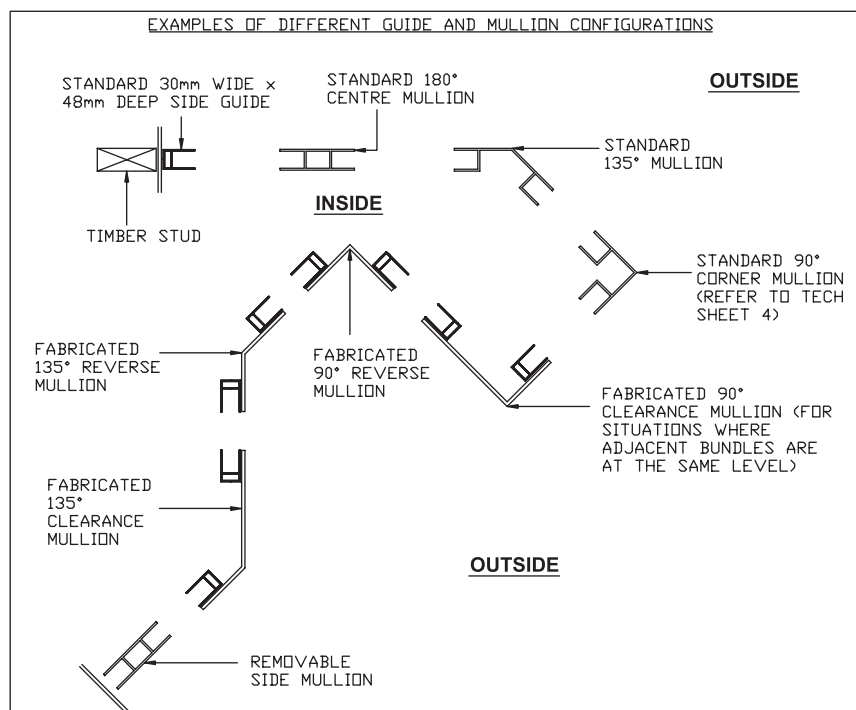 EXAMPLES OF DIFFERENT GUIDE AND MULLION CONFIGURATIONS
STANDARD 30mm WIDE x
48mm DEEP SIDE GUIDE
STANDARD 180°
CENTRE MULLION
OUTSIDE
STANDARD
135° MULLION
TIMBER STUD
INSIDE
STANDARD 90°
CORNER MULLION
(REFER TO TECH
SHEET 4)
FABRICATED
135° REVERSE
MULLION
FABRICATED
90° REVERSE
MULLION
FABRICATED 90°
CLEARANCE MULLION (FOR
SITUATIONS WHERE
ADJACENT BUNDLES ARE
AT THE SAME LEVEL)
FABRICATED
135°
CLEARANCE
MULLION
OUTSIDE
REMOVABLE
SIDE MULLION